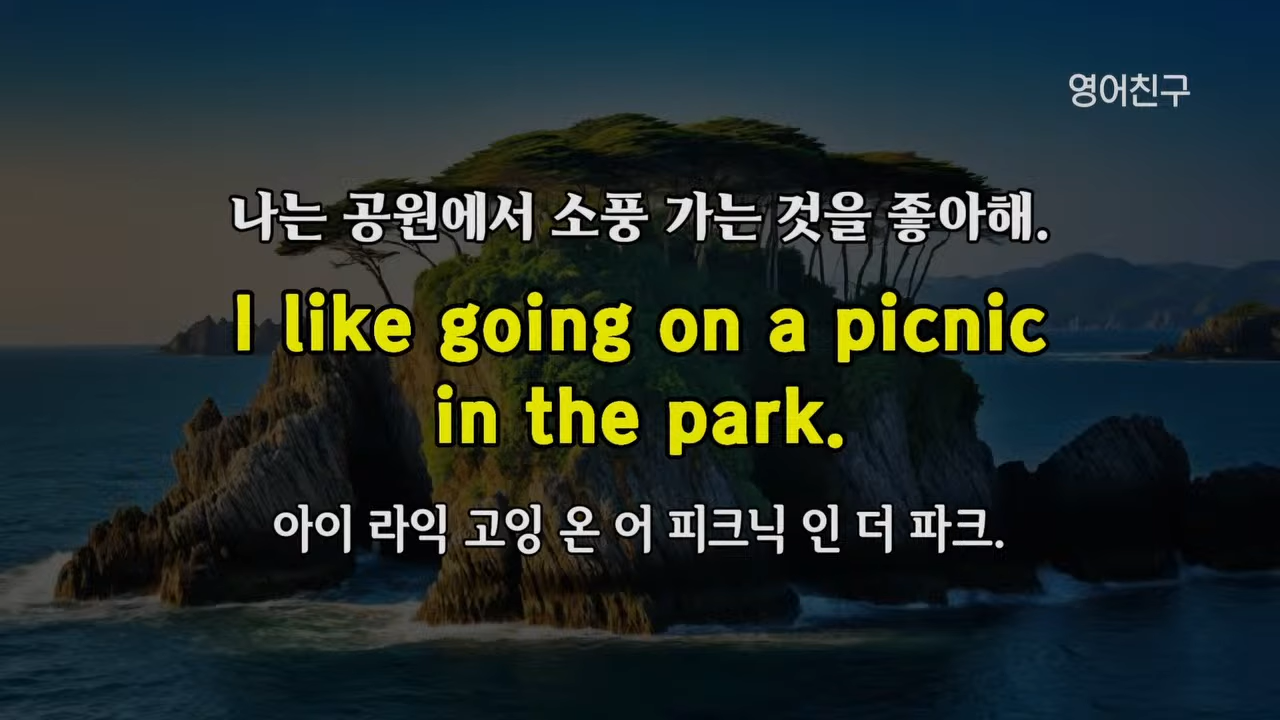 영어친구
나는 공원에서 소풍 가는 것을 좋아해.
I like going on a picnic
in the park.
아이 라익 고잉 온 어 피크닉 인 더 파크.